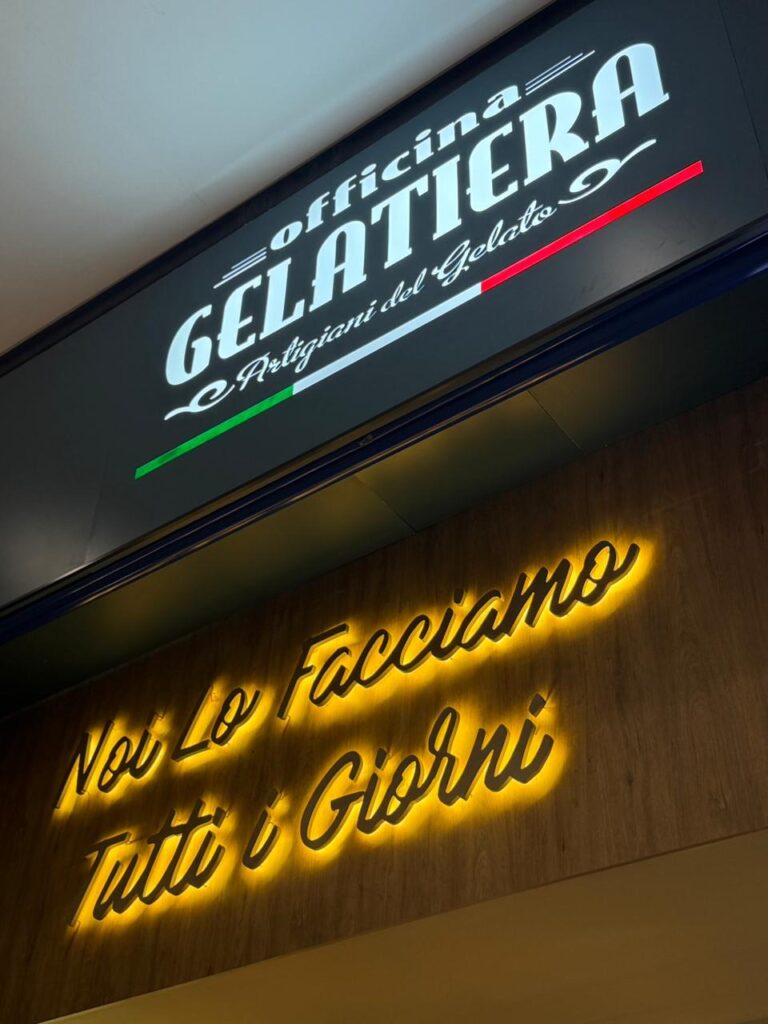 officina
GELATIERA
Artigiani del Gelato
Noi Lo Facciamo
Tutti i Giorni